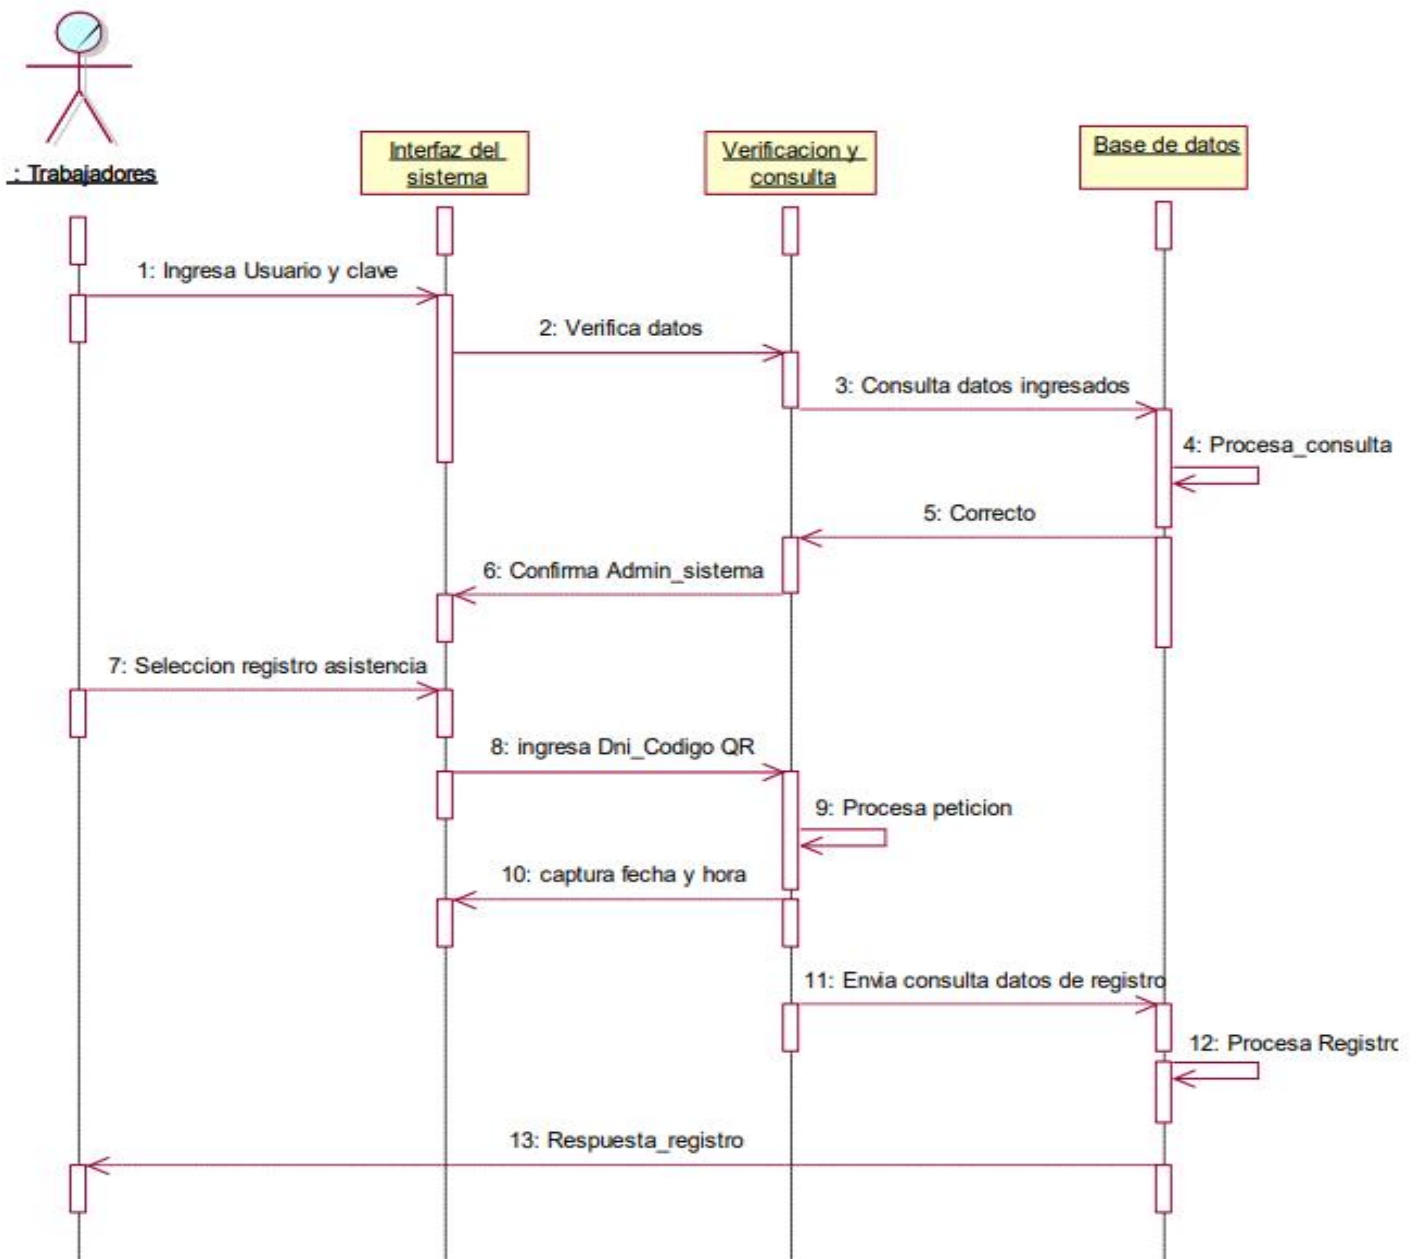 : Trabajadores
Interfaz del
sistema
Verificacion y
consulta
Base de datos
1: Ingresa Usuario y clave
2: Verifica datos
3: Consulta datos ingresados
4: Procesa_consulta
5: Correcto
6: Confirma Admin_sistema
7: Seleccion registro asistencia
8: ingresa Dni_Codigo QR
9: Procesa peticion
10: captura fecha y hora
11: Envia consulta datos de registro
12: Procesa Registro
13: Respuesta_registro